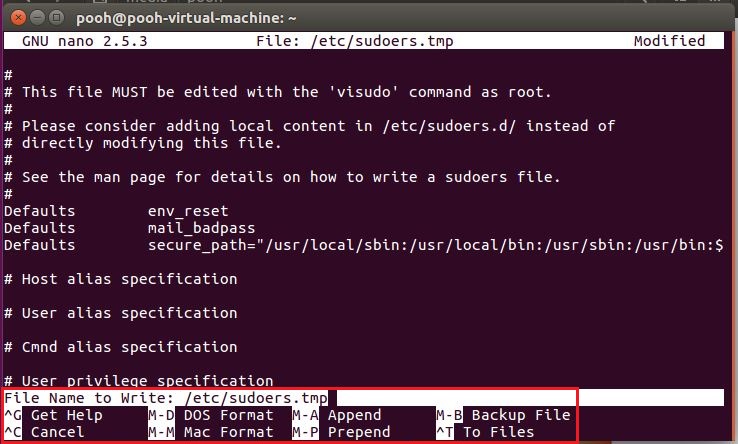 pooh@pooh-virtual-machine: ~
GNU nano 2.5.3 File: /etc/sudoers.tmp Modified
#
# This file MUST be edited with the 'visudo' command as root.
#
# Please consider adding local content in /etc/sudoers.d/ instead of
# directly modifying this file.
#
# See the man page for details on how to write a sudoers file.
#
Defaults env_reset
Defaults mail_badpass
Defaults secure_path="/usr/local/sbin:/usr/local/bin:/usr/sbin:/usr/bin:$
# Host alias specification
# User alias specification
# Cmnd alias specification
# User privilege specification
File Name to Write: /etc/sudoers.tmp
^G Get Help M-D DOS Format M-A Append M-B Backup File
^C Cancel M-M Mac Format M-P Prepend ^T To Files